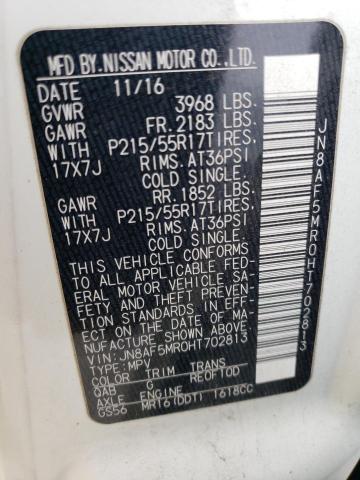 MFD BY.NISSAN MOTOR CO.,LTD.
DATE 11/16
GVWR 3968 LBS.
GAWR FR. 2183 LBS.
WITH P215/55R17TIRES.
17X7J RIMS. AT36PSI
COLD SINGLE.
GAWR RR. 1852 LBS.
WITH P215/55R17TIRES.
17X7J RIMS. AT36PSI
COLD SINGLE.
THIS VEHICLE CONFORMS
TO ALL APPLICABLE FED-
ERAL MOTOR VEHICLE SA-
FETY AND THEFT PREVEN-
TION STANDARDS IN EFF-
ECT ON THE DATE OF MA-
NUFACTURE SHOWN ABOVE.
VIN: JN8AF5MR0HT702813
TYPE: MPV
COLOR TRIM TRANS
QAB G RE0F10D
AXLE ENGINE
GS56 MR16(DDT) 1618CC
JN8AF5MR0HT702813